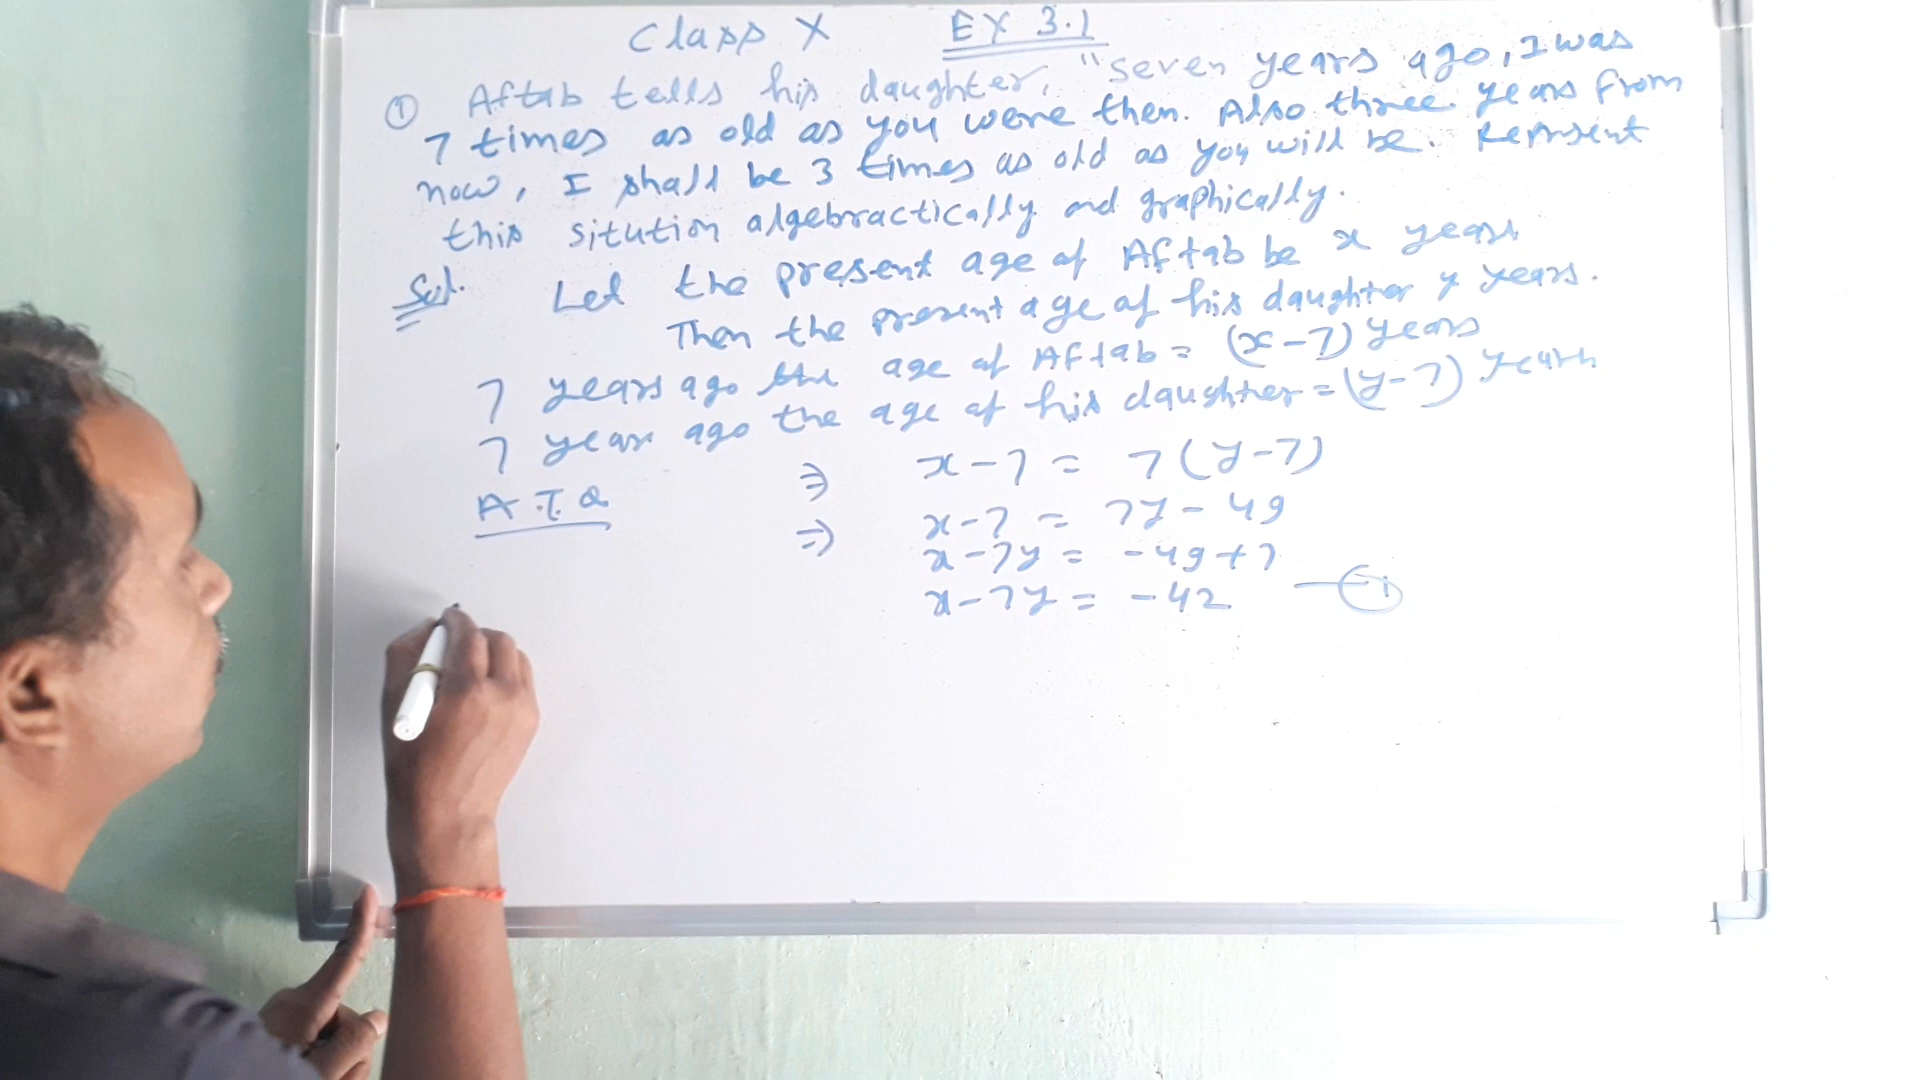 Class X EX 3.1
① Aftab tells his daughter, "seven years ago, I was
7 times as old as you were then. Also three years from
now, I shall be 3 times as old as you will be. Reprsent
this sitution algebractically and graphically.
Sol. Let the present age of Aftab be x years
Then the present age of his daughter y years.
7 years ago the age of Aftab = (x-7) years
7 years ago the age of his daughter = (y-7) years
A.T.Q ⇒ x-7 = 7(y-7)
⇒ x-7 = 7y-49
x-7y = -49+7
x-7y = -42 —①